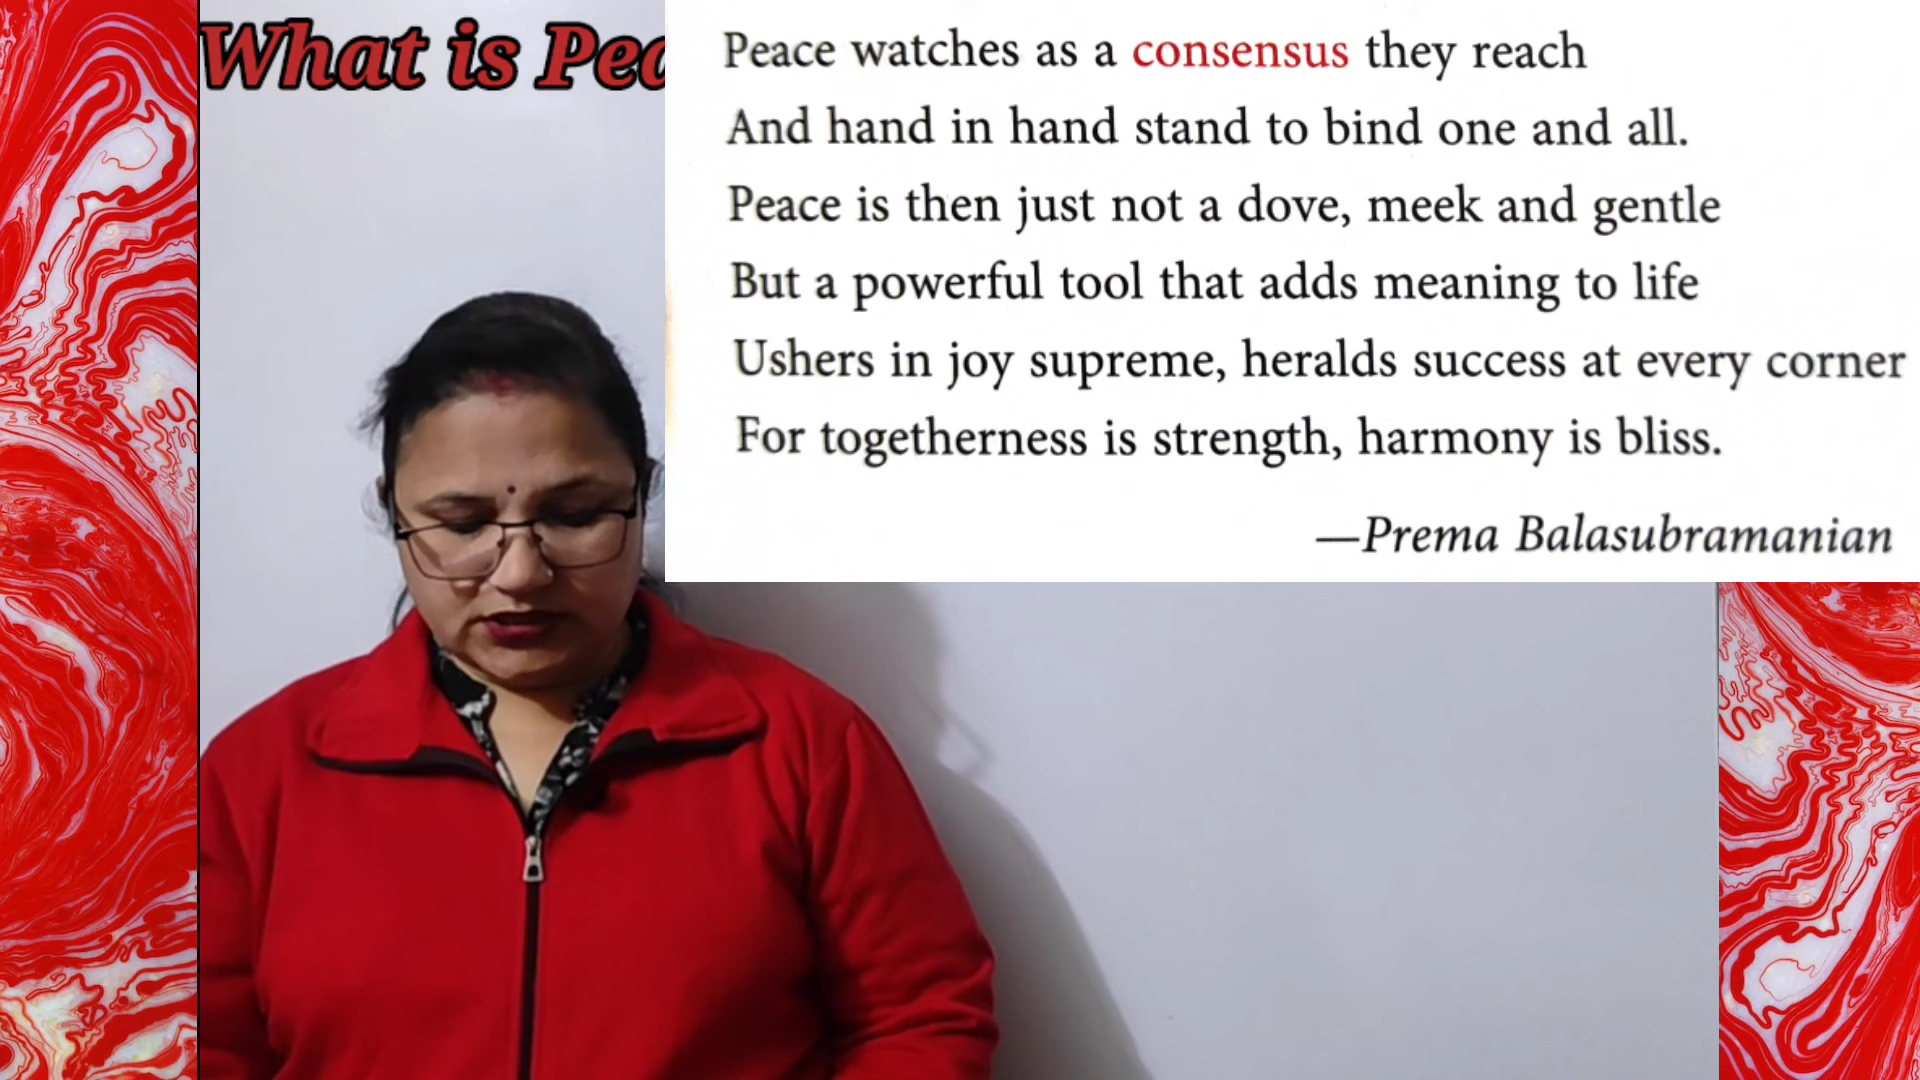 What is Pea
Peace watches as a consensus they reach
And hand in hand stand to bind one and all.
Peace is then just not a dove, meek and gentle
But a powerful tool that adds meaning to life
Ushers in joy supreme, heralds success at every corner
For togetherness is strength, harmony is bliss.
—Prema Balasubramanian